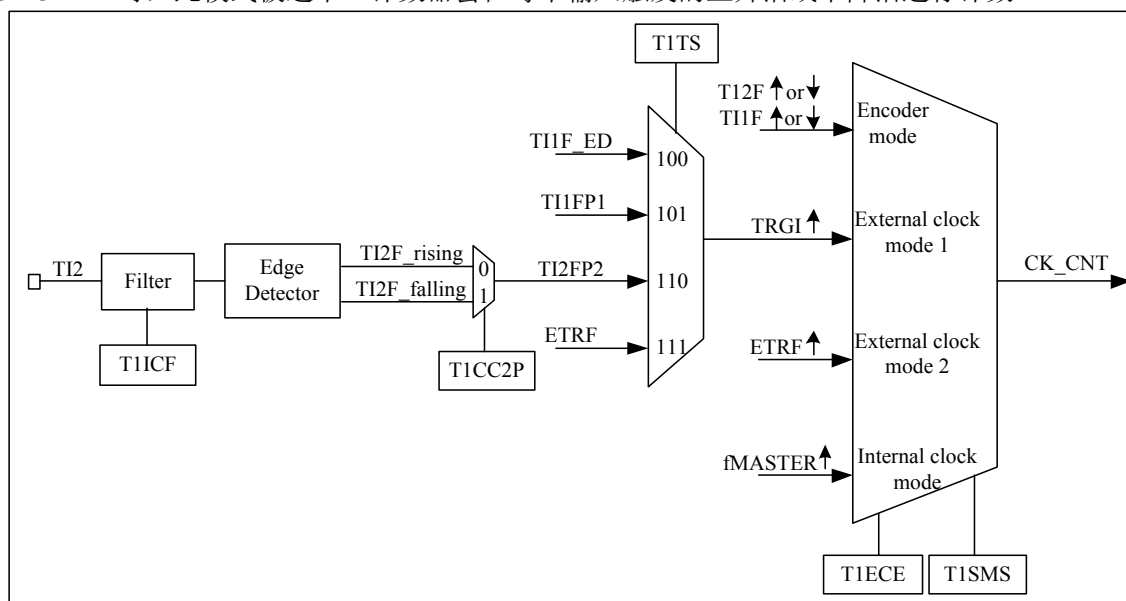 T1TS
T12F or
TI1F or
Encoder
mode
TI1F_ED
100
TI1FP1
101
TRGI
External clock
mode 1
TI2
Filter
Edge
Detector
TI2F_rising
0
TI2F_falling
1
TI2FP2
110
CK_CNT
ETRF
111
ETRF
External clock
mode 2
T1ICF
T1CC2P
fMASTER
Internal clock
mode
T1ECE
T1SMS